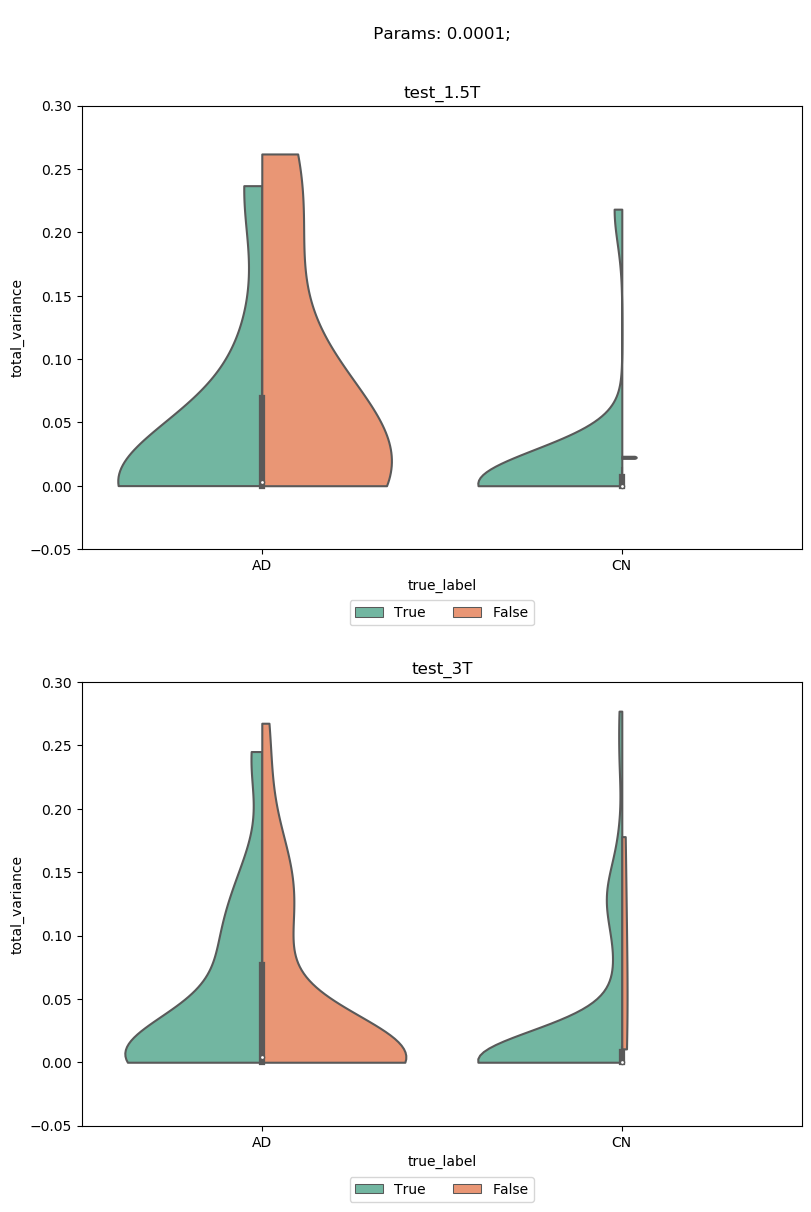 Params: 0.0001;
test_1.5T
0.30
0.25
0.20
0.15
0.10
0.05
0.00
−0.05
total_variance
AD CN
true_label
True False
test_3T
0.30
0.25
0.20
0.15
0.10
0.05
0.00
−0.05
total_variance
AD CN
true_label
True False